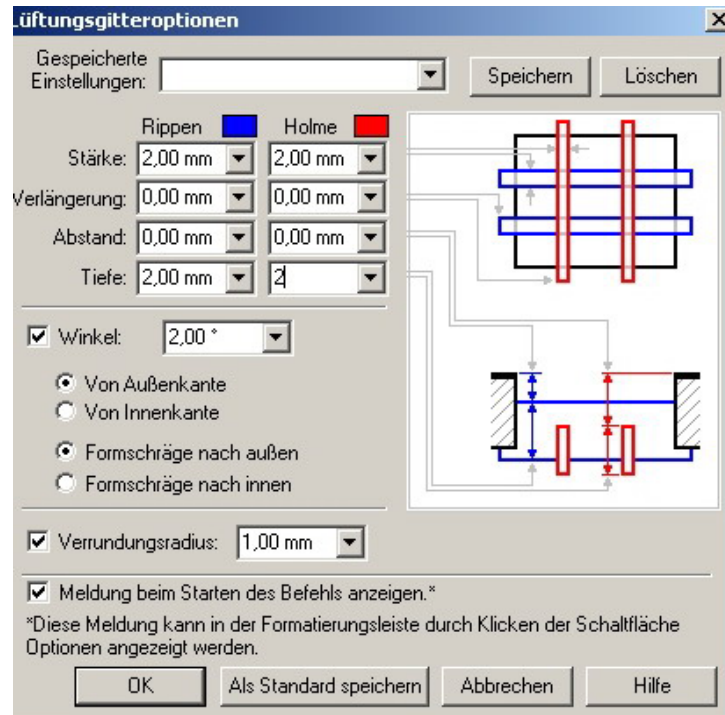 Lüftungsgitteroptionen
Gespeicherte
Einstellungen:
Speichern
Löschen
Rippen Holme
Stärke: 2,00 mm 2,00 mm
Verlängerung: 0,00 mm 0,00 mm
Abstand: 0,00 mm 0,00 mm
Tiefe: 2,00 mm 2
Winkel: 2,00 °
Von Außenkante
Von Innenkante
Formschräge nach außen
Formschräge nach innen
Verrundungsradius: 1,00 mm
Meldung beim Starten des Befehls anzeigen.*
*Diese Meldung kann in der Formatierungsleiste durch Klicken der Schaltfläche
Optionen angezeigt werden.
OK Als Standard speichern Abbrechen Hilfe